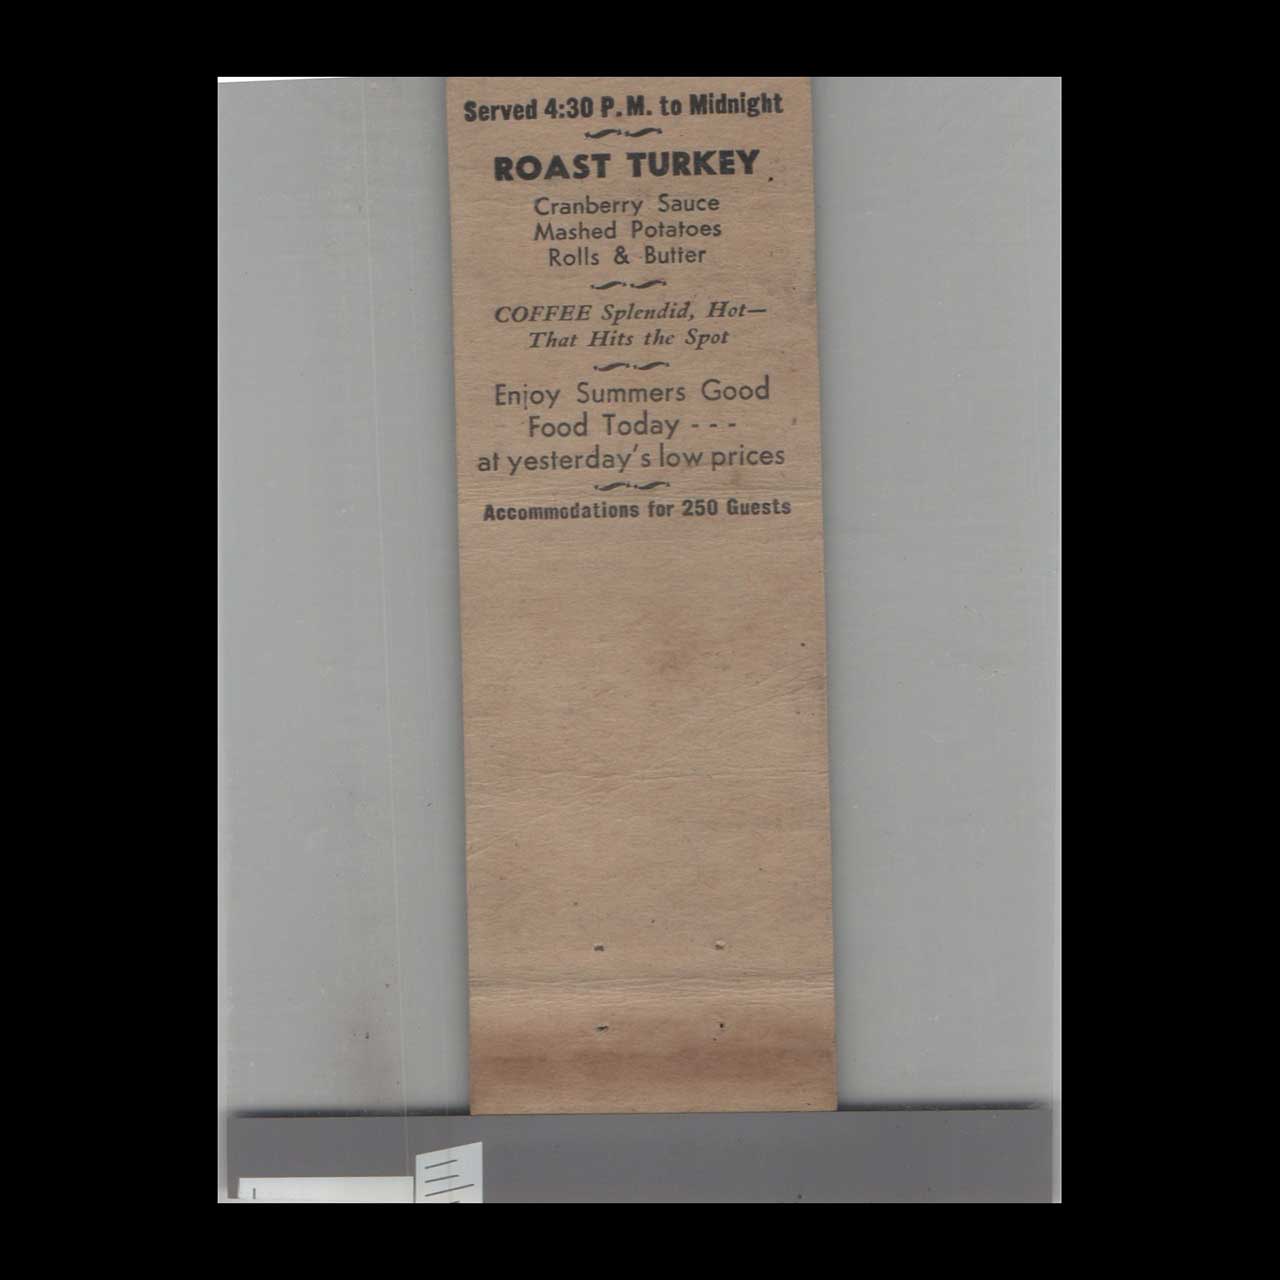 Served 4:30 P.M. to Midnight
ROAST TURKEY
Cranberry Sauce
Mashed Potatoes
Rolls & Butter
COFFEE Splendid, Hot—
That Hits the Spot
Enjoy Summers Good
Food Today - - -
at yesterday's low prices
Accommodations for 250 Guests